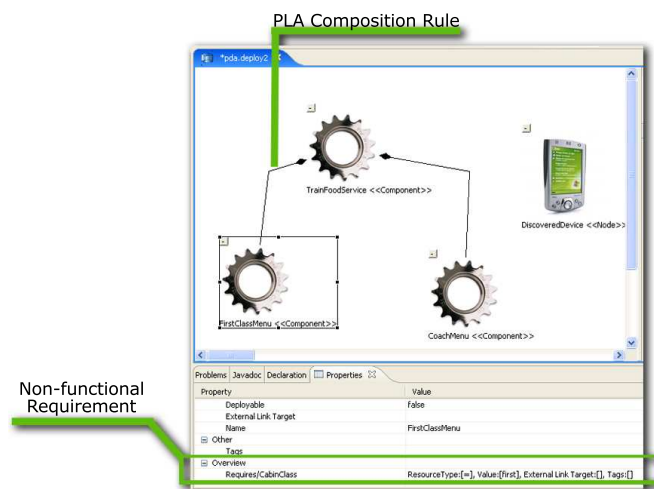 PLA Composition Rule
*pda.deploy2
TrainFoodService <<Component>>
DiscoveredDevice <<Node>>
FirstClassMenu <<Component>>
CoachMenu <<Component>>
Problems Javadoc Declaration Properties
Property Value
Deployable false
External Link Target
Name FirstClassMenu
Other
Tags
Overview
Requires/CabinClass ResourceType:[=], Value:[first], External Link Target:[], Tags:[]
Non-functional
Requirement